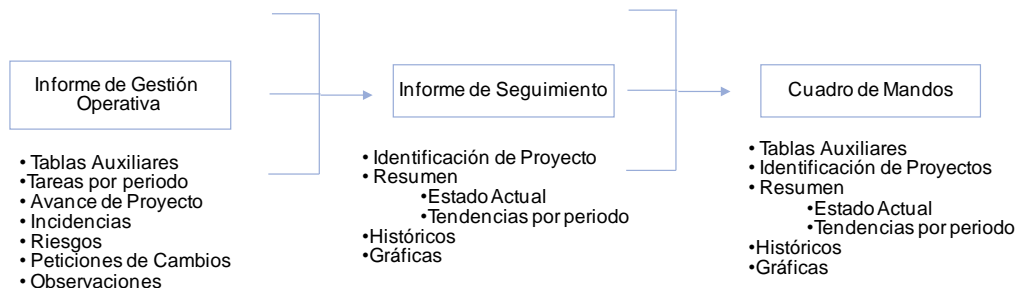 Informe de Gestión
Operativa
• Tablas Auxiliares
•Tareas por periodo
• Avance de Proyecto
• Incidencias
• Riesgos
• Peticiones de Cambios
• Observaciones
Informe de Seguimiento
• Identificación de Proyecto
• Resumen
•Estado Actual
•Tendencias por periodo
•Históricos
•Gráficas
Cuadro de Mandos
• Tablas Auxiliares
• Identificación de Proyectos
• Resumen
•Estado Actual
•Tendencias por periodo
•Históricos
•Gráficas